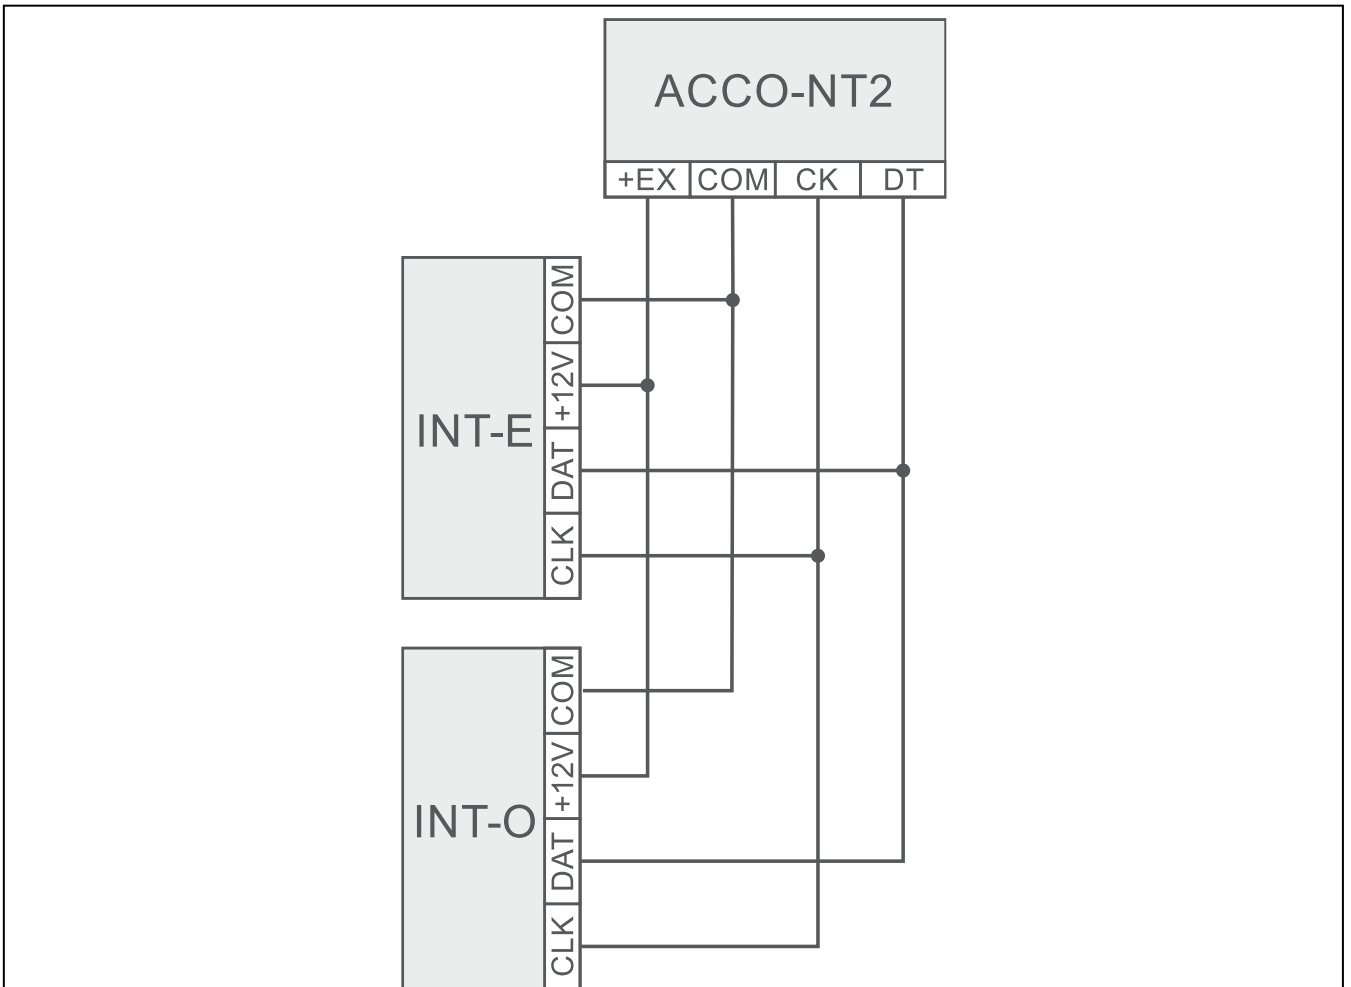 ACCO-NT2
+EX COM CK DT
INT-E
COM
+12V
DAT
CLK
INT-O
COM
+12V
DAT
CLK